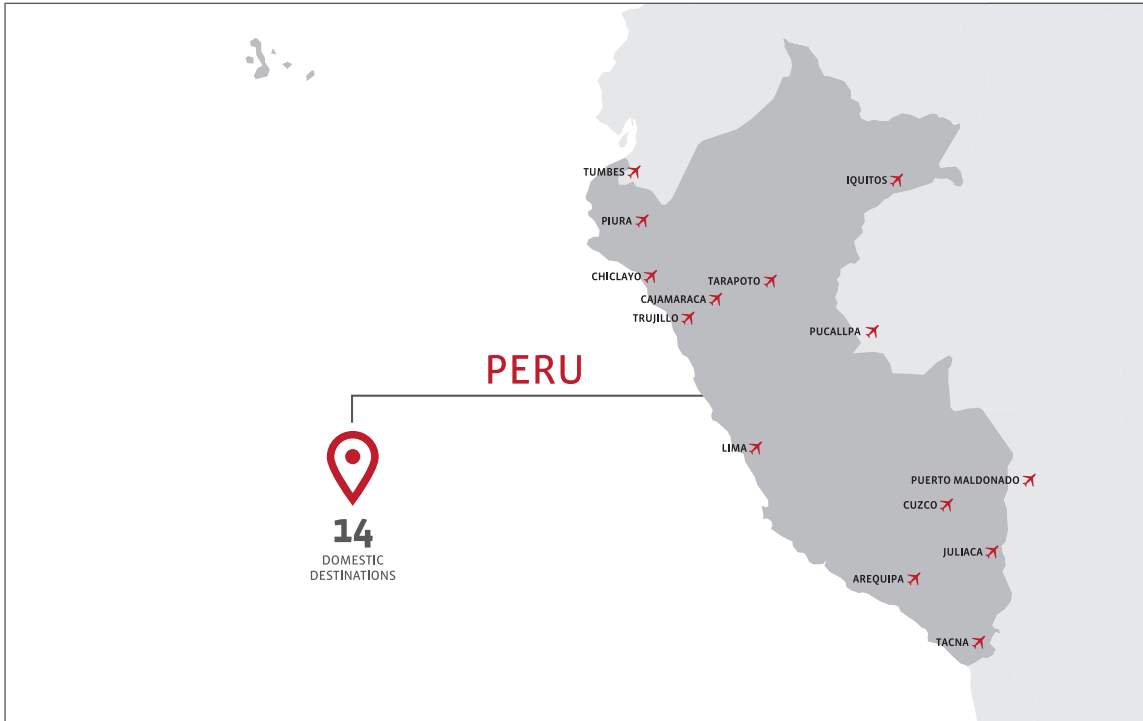 TUMBES
IQUITOS
PIURA
CHICLAYO
TARAPOTO
CAJAMARACA
TRUJILLO
PUCALLPA
PERU
LIMA
PUERTO MALDONADO
CUZCO
14
DOMESTIC
DESTINATIONS
JULIACA
AREQUIPA
TACNA